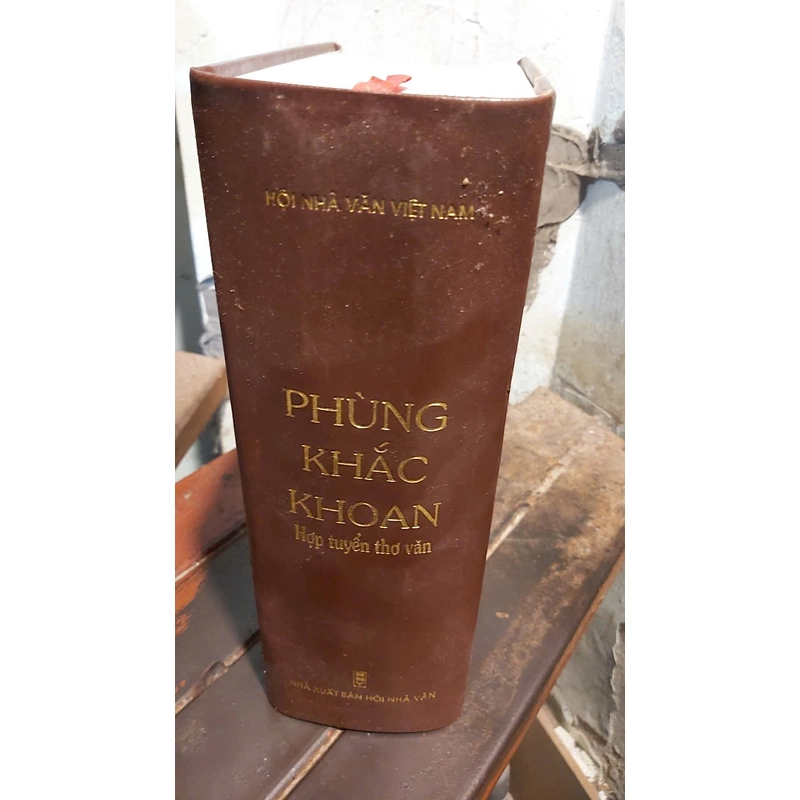 HỘI NHÀ VĂN VIỆT NAM
PHÙNG
KHẮC
KHOAN
Hợp tuyển thơ văn
NHÀ XUẤT BẢN HỘI NHÀ VĂN